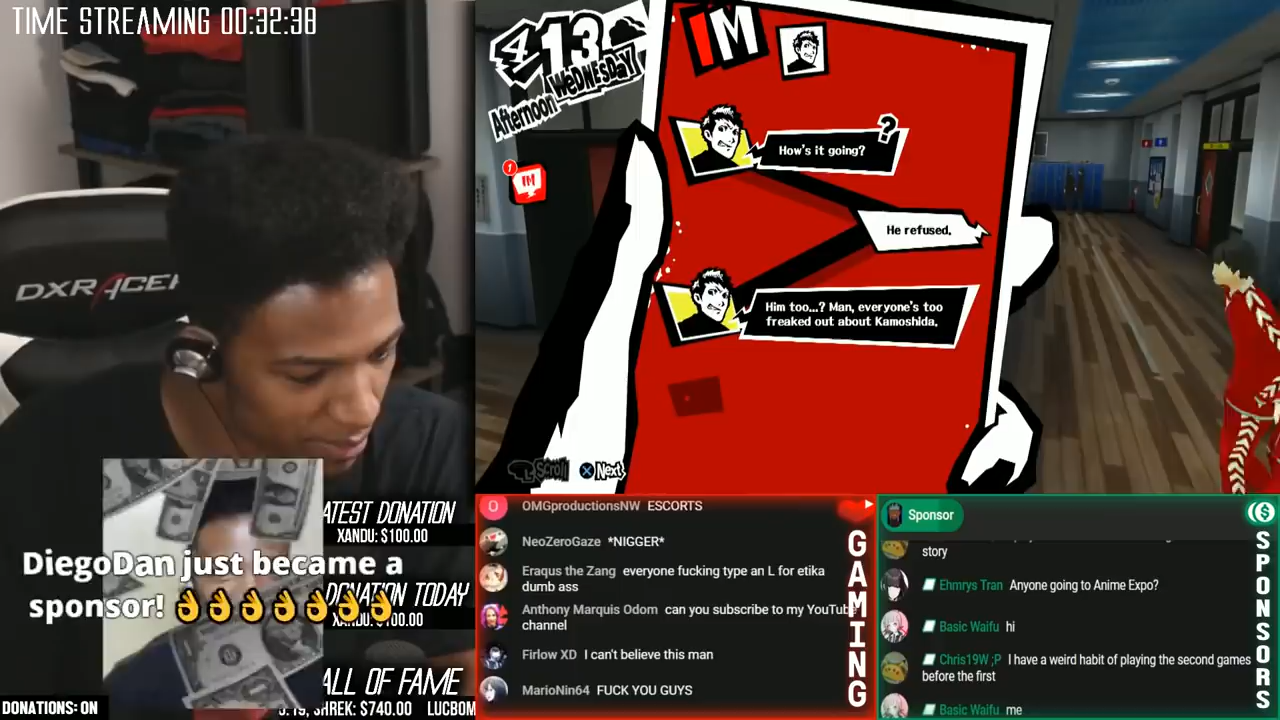 TIME STREAMING 00:32:38
DXRACER
13
WEDNESDAY
Afternoon
1
IM
IM
How's it going?
?
He refused.
Him too...? Man, everyone's too
freaked out about Kamoshida.
L Scroll
Next
DiegoDan just became a
sponsor! 👌👌👌👌👌👌👌
ATEST DONATION
XANDU: $100.00
DONATION TODAY
XANDU: $100.00
ALL OF FAME
SHREK: $740.00 LUCBOM
DONATIONS: ON
O
OMGproductionsNW ESCORTS
NeoZeroGaze *NIGGER*
Eraqus the Zang everyone fucking type an L for etika
dumb ass
Anthony Marquis Odom can you subscribe to my YouTube
channel
Firlow XD I can't believe this man
MarioNin64 FUCK YOU GUYS
GAMING
Sponsor
story
Ehmrys Tran Anyone going to Anime Expo?
Basic Waifu hi
Chris19W ;P I have a weird habit of playing the second games
before the first
Basic Waifu me
SPONSORS